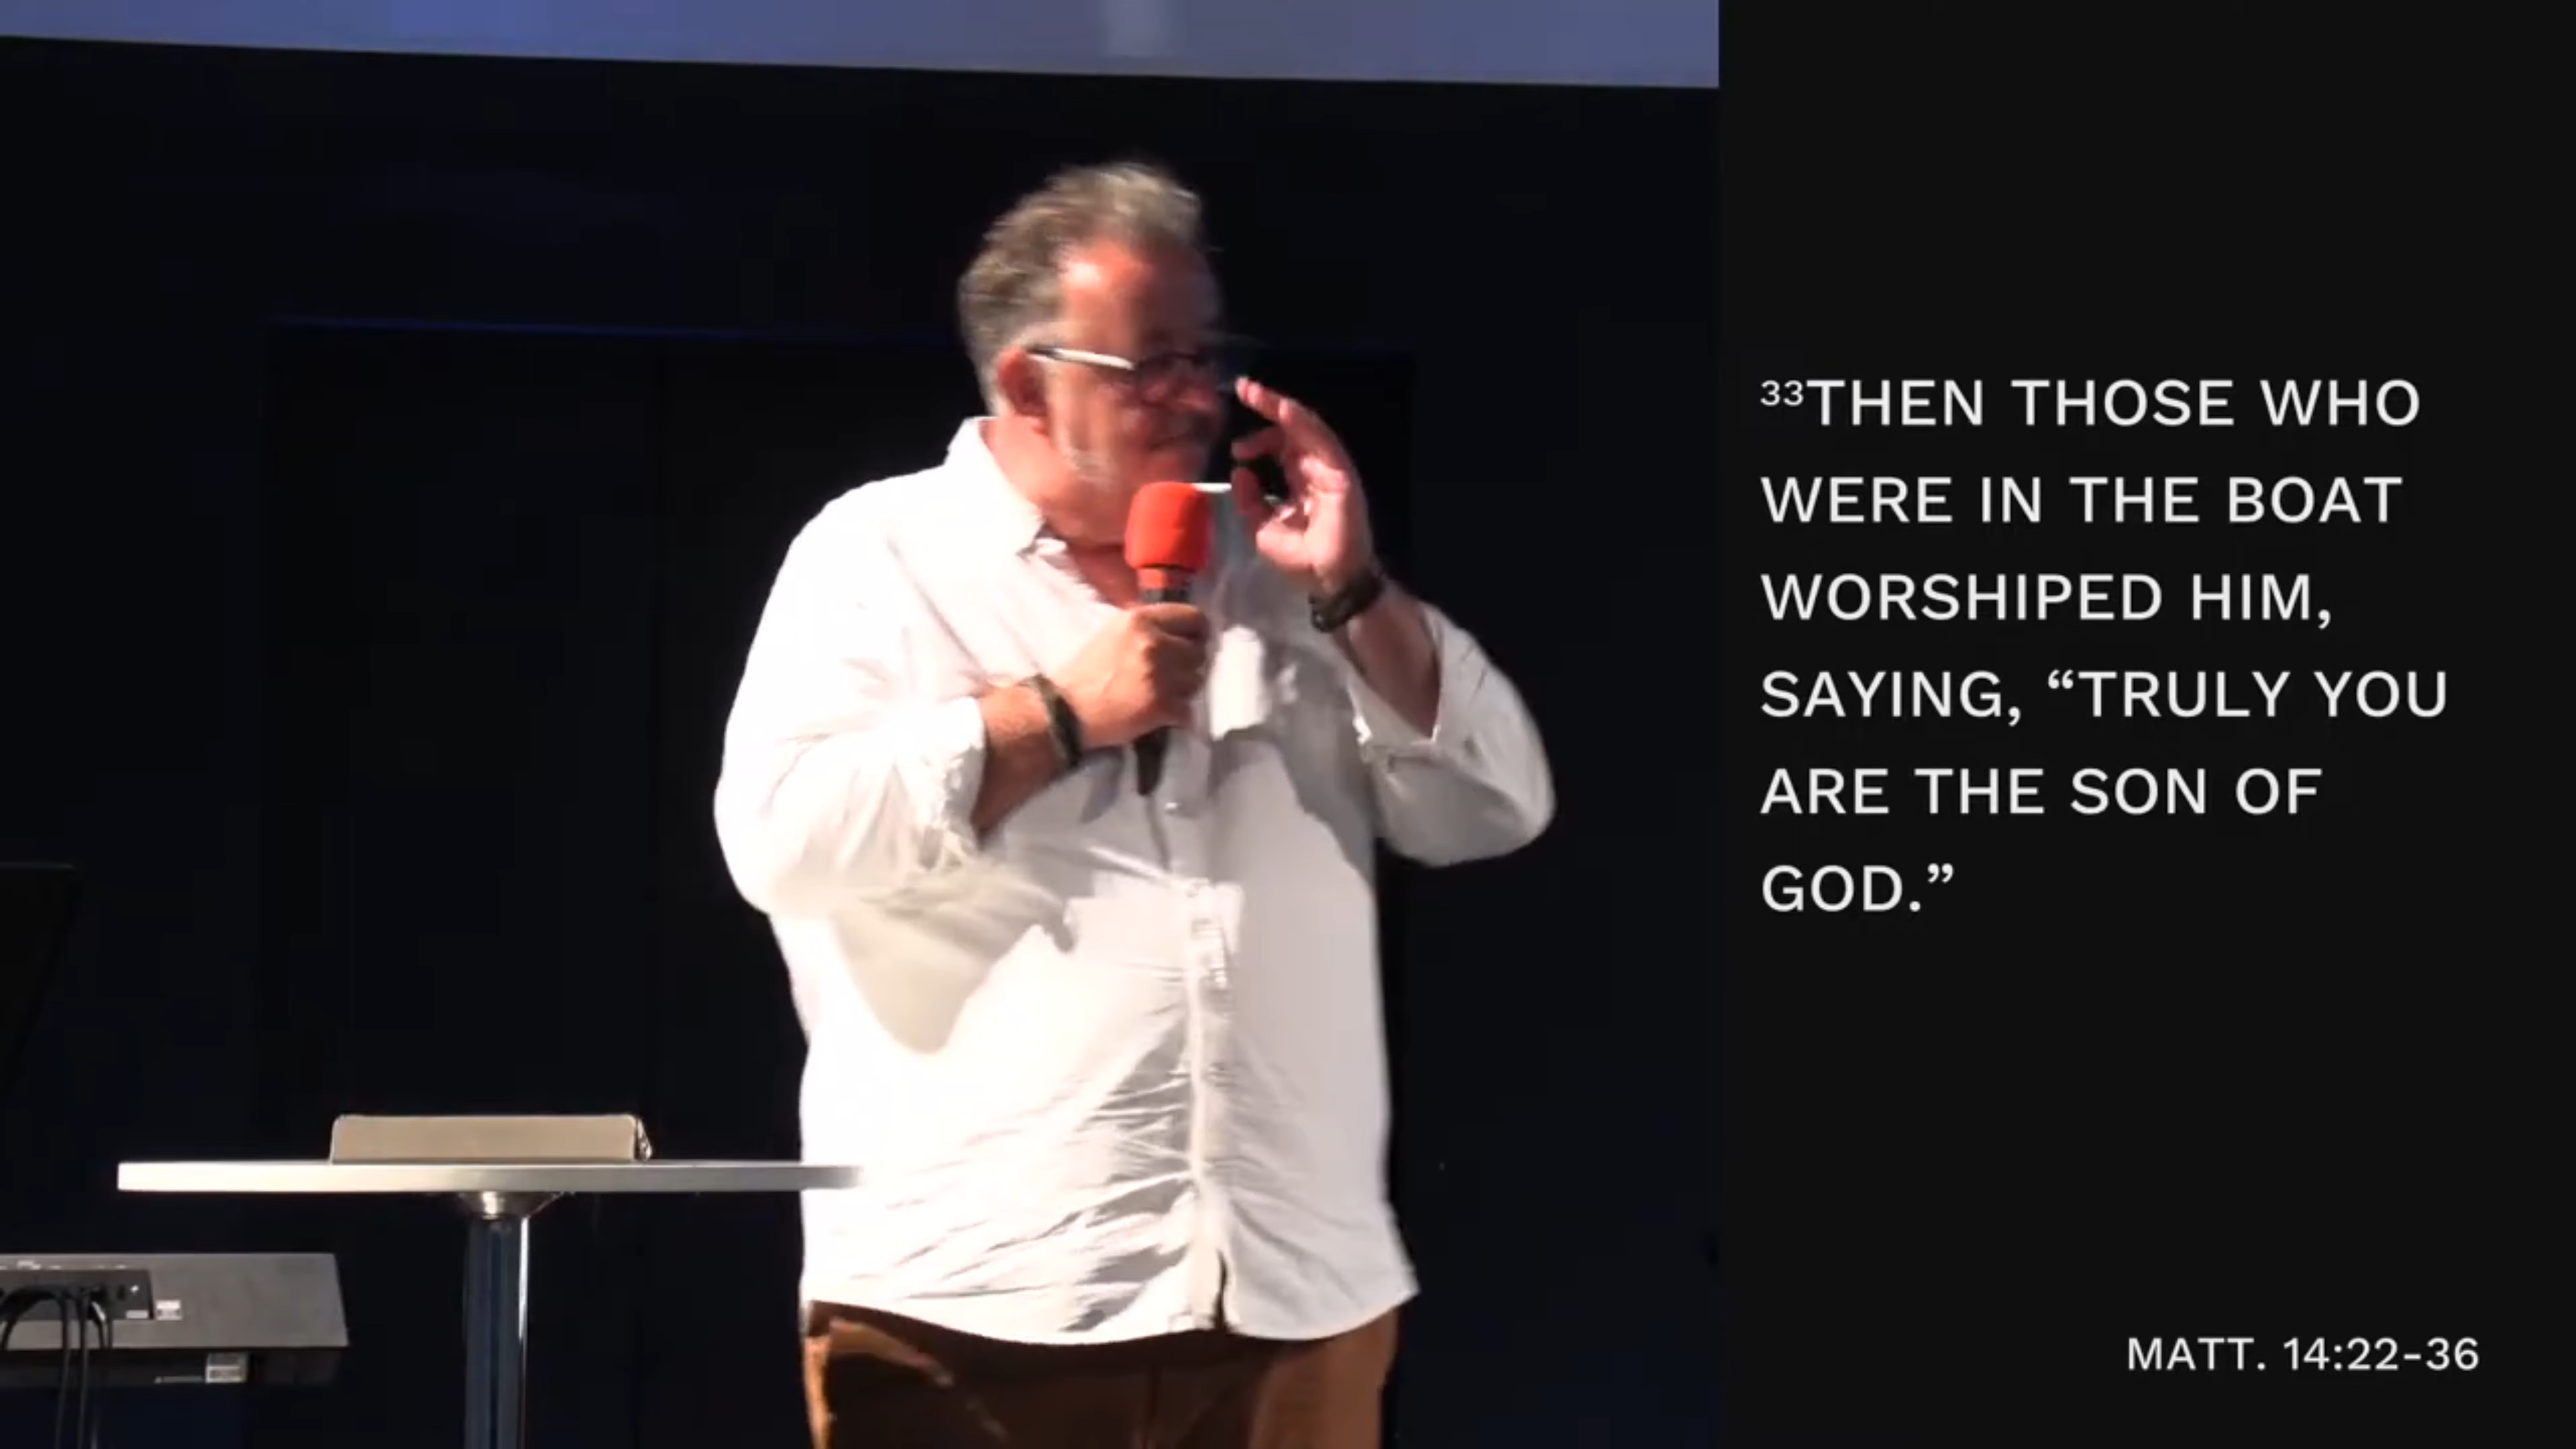 ³³THEN THOSE WHO
WERE IN THE BOAT
WORSHIPED HIM,
SAYING, “TRULY YOU
ARE THE SON OF
GOD.”
MATT. 14:22-36